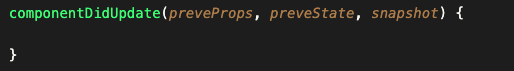 componentDidUpdate(preveProps, preveState, snapshot) {
}